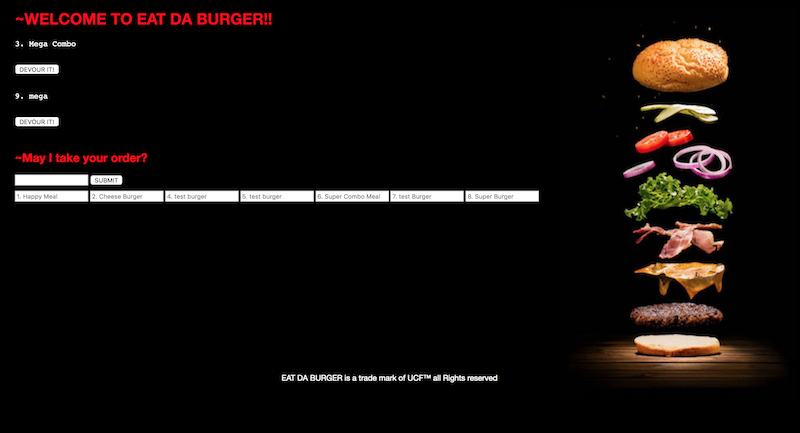 ~WELCOME TO EAT DA BURGER!!
3. Mega Combo
DEVOUR IT!
9. mega
DEVOUR IT!
~May I take your order?
SUBMIT
1. Happy Meal 2. Cheese Burger 4. test burger 5. test burger 6. Super Combo Meal 7. test Burger 8. Super Burger
EAT DA BURGER is a trade mark of UCF™ all Rights reserved